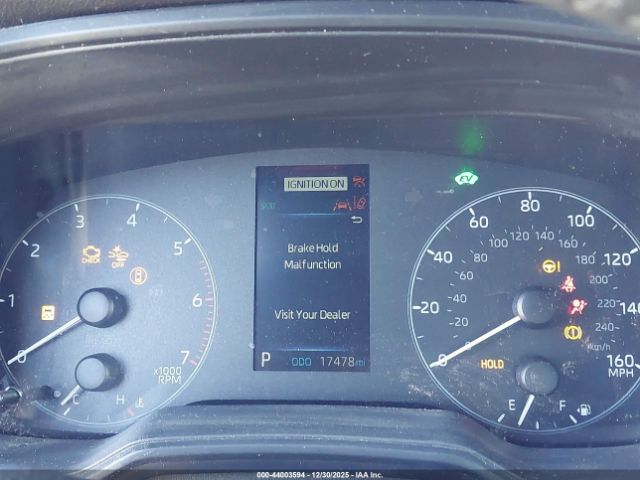 IGNITION ON
EV
Brake Hold
Malfunction
Visit Your Dealer
P ODO 17478 mi
0 1 2 3 4 5 6 7
x1000
RPM
CHECK
OFF
C H
0 20 40 60 80 100 120 140 160
MPH
0 20 40 60 80 100 120 140 160 180 200 220 240
km/h
HOLD
E F
000-44003594 - 12/30/2025 - IAA Inc.